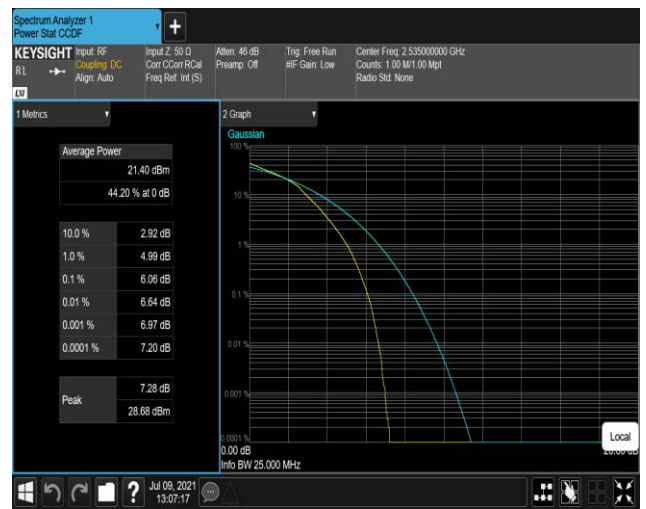 Spectrum Analyzer 1
Power Stat CCDF
+
KEYSIGHT
Input: RF
Coupling: DC
Align: Auto
R L
LXI
Input Z: 50 Ω
Corr CCorr RCal
Freq Ref: Int (S)
Atten: 46 dB
Preamp: Off
Trig: Free Run
#IF Gain: Low
Center Freq: 2.535000000 GHz
Counts: 1.00 M/1.00 Mpt
Radio Std: None
1 Metrics
Average Power
21.40 dBm
44.20 % at 0 dB
10.0 % 2.92 dB
1.0 % 4.99 dB
0.1 % 6.06 dB
0.01 % 6.64 dB
0.001 % 6.97 dB
0.0001 % 7.20 dB
Peak
7.28 dB
28.68 dBm
2 Graph
Gaussian
100 %
10 %
1 %
0.1 %
0.01 %
0.001 %
0.0001 %
0.00 dB
Info BW 25.000 MHz
Local
?
Jul 09, 2021
13:07:17